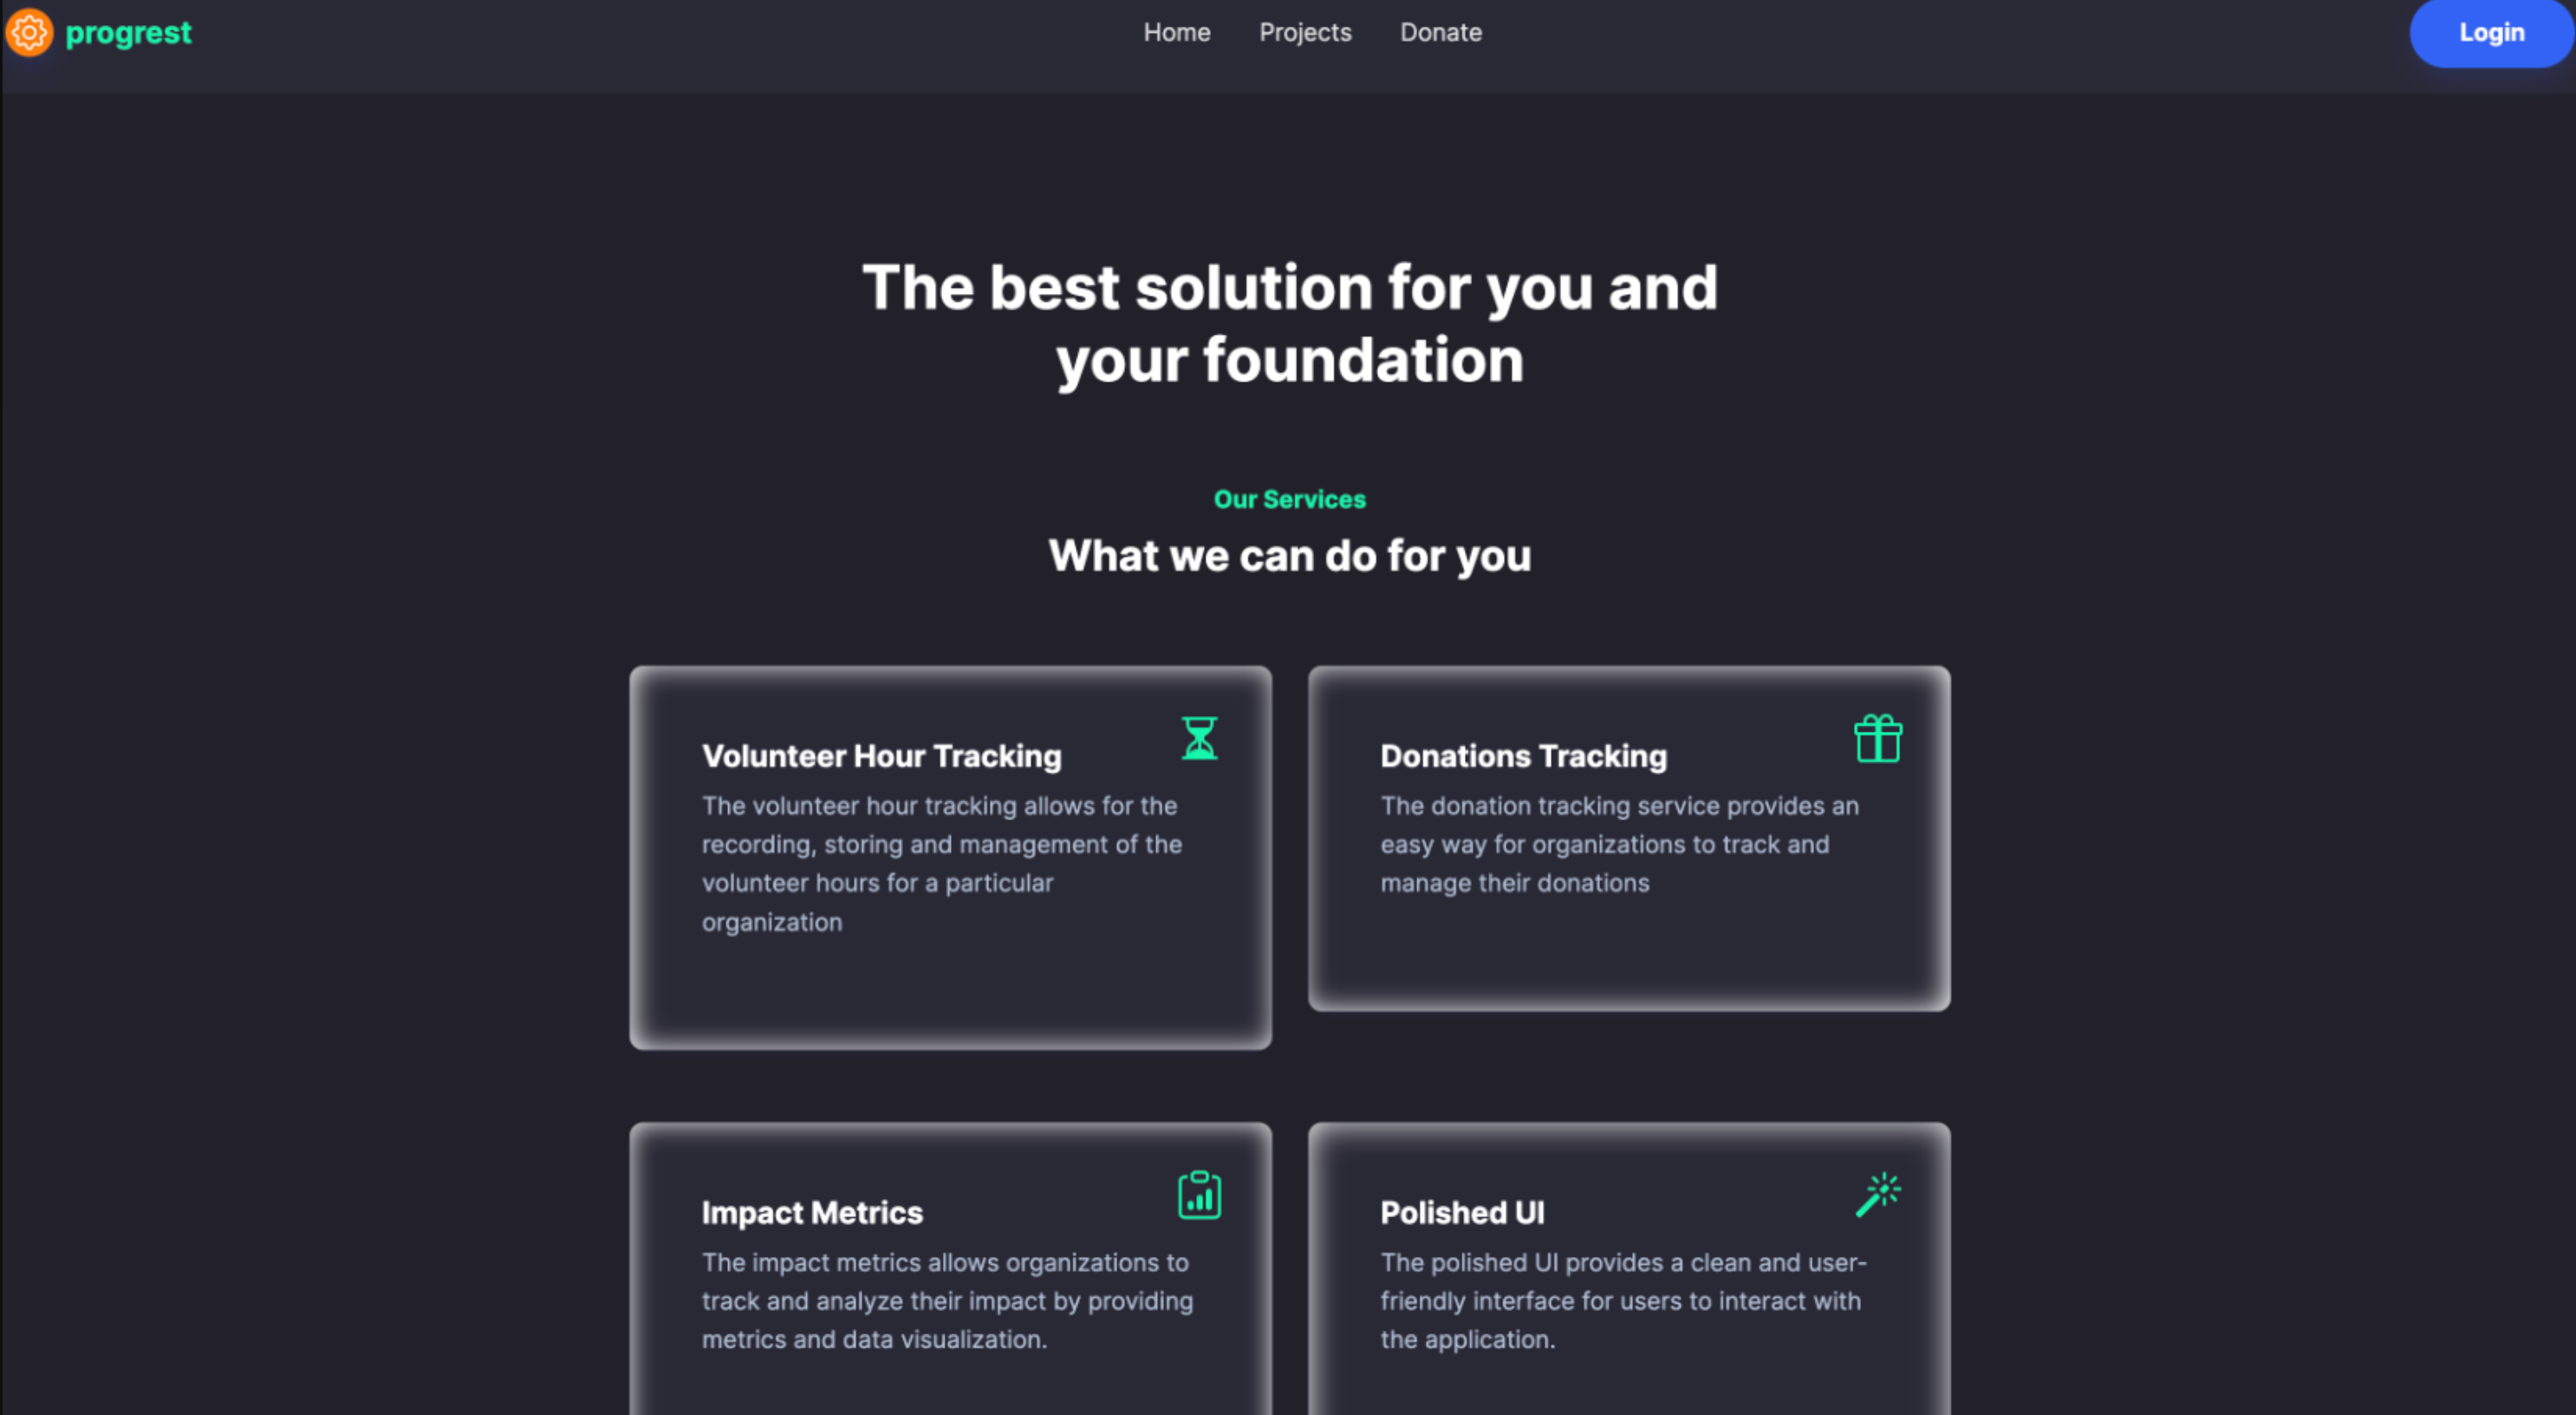 progrest
Home
Projects
Donate
Login
The best solution for you and
your foundation
Our Services
What we can do for you
Volunteer Hour Tracking
The volunteer hour tracking allows for the
recording, storing and management of the
volunteer hours for a particular
organization
Donations Tracking
The donation tracking service provides an
easy way for organizations to track and
manage their donations
Impact Metrics
The impact metrics allows organizations to
track and analyze their impact by providing
metrics and data visualization.
Polished UI
The polished UI provides a clean and user-
friendly interface for users to interact with
the application.